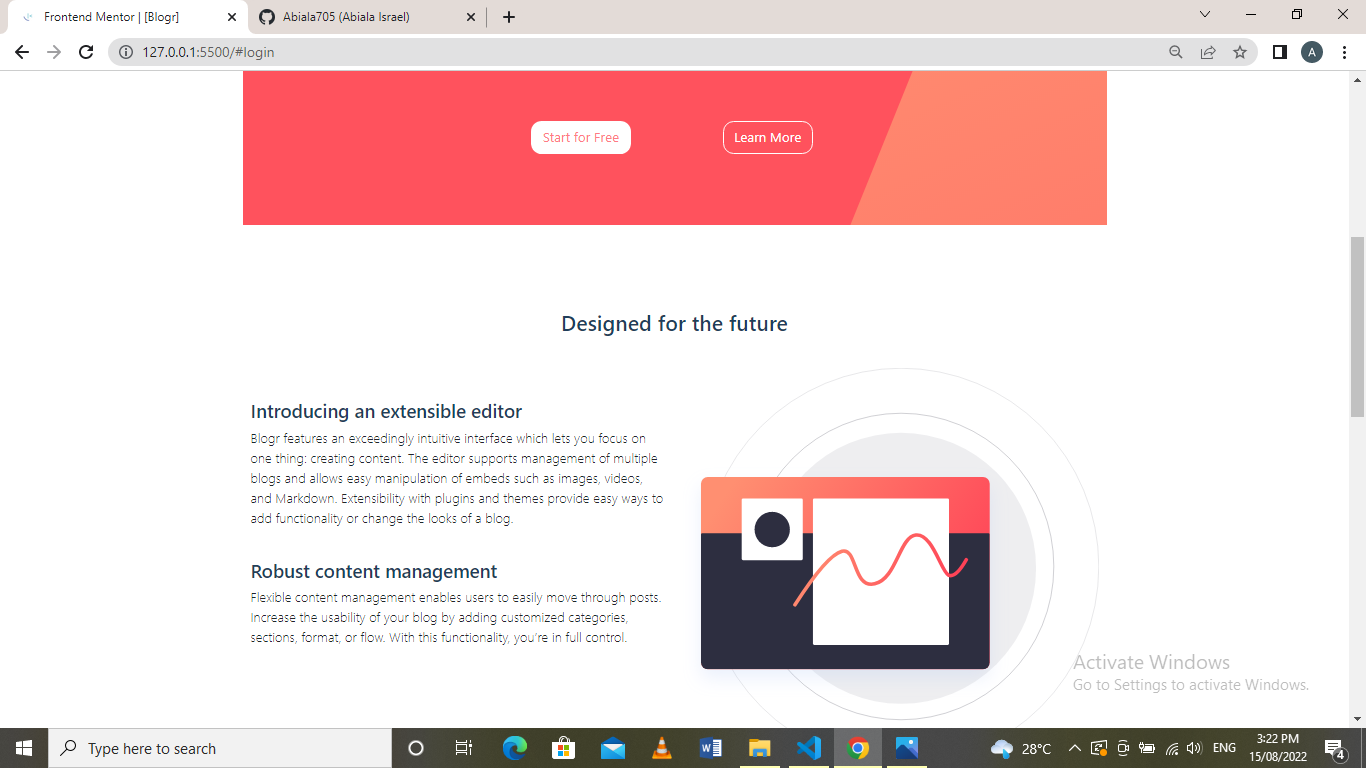 Frontend Mentor | [Blogr]
Abiala705 (Abiala Israel)
127.0.0.1:5500/#login
A
Start for Free
Learn More
Designed for the future
Introducing an extensible editor
Blogr features an exceedingly intuitive interface which lets you focus on
one thing: creating content. The editor supports management of multiple
blogs and allows easy manipulation of embeds such as images, videos,
and Markdown. Extensibility with plugins and themes provide easy ways to
add functionality or change the looks of a blog.
Robust content management
Flexible content management enables users to easily move through posts.
Increase the usability of your blog by adding customized categories,
sections, format, or flow. With this functionality, you’re in full control.
Activate Windows
Go to Settings to activate Windows.
Type here to search
28°C
ENG
3:22 PM
15/08/2022
4